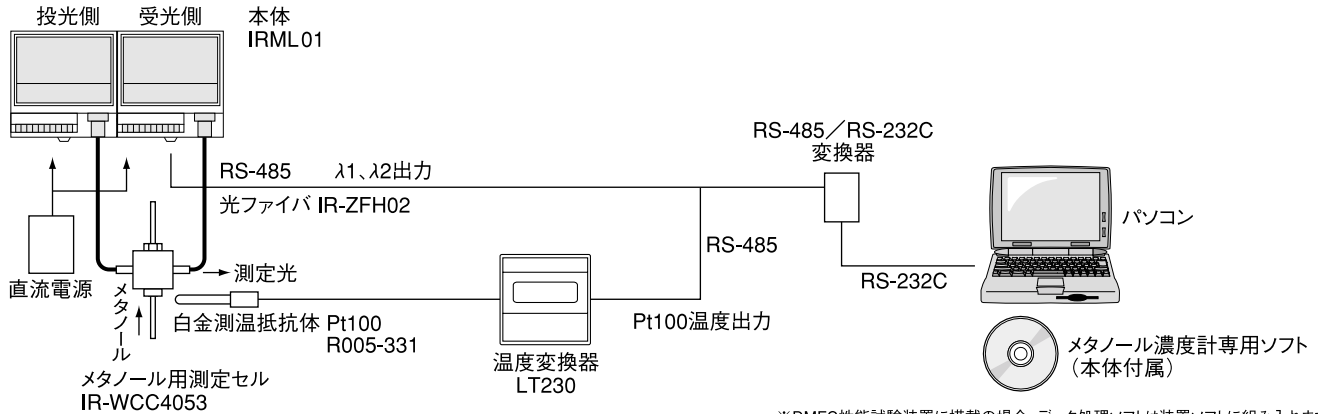 投光側 受光側 本体
IRML01
RS-485 λ1、λ2出力
光ファイバ IR-ZFH02
RS-485／RS-232C
変換器
パソコン
RS-485
RS-232C
直流電源
測定光
メタノール
白金測温抵抗体 Pt100
R005-331
Pt100温度出力
温度変換器
LT230
メタノール用測定セル
IR-WCC4053
メタノール濃度計専用ソフト
（本体付属）